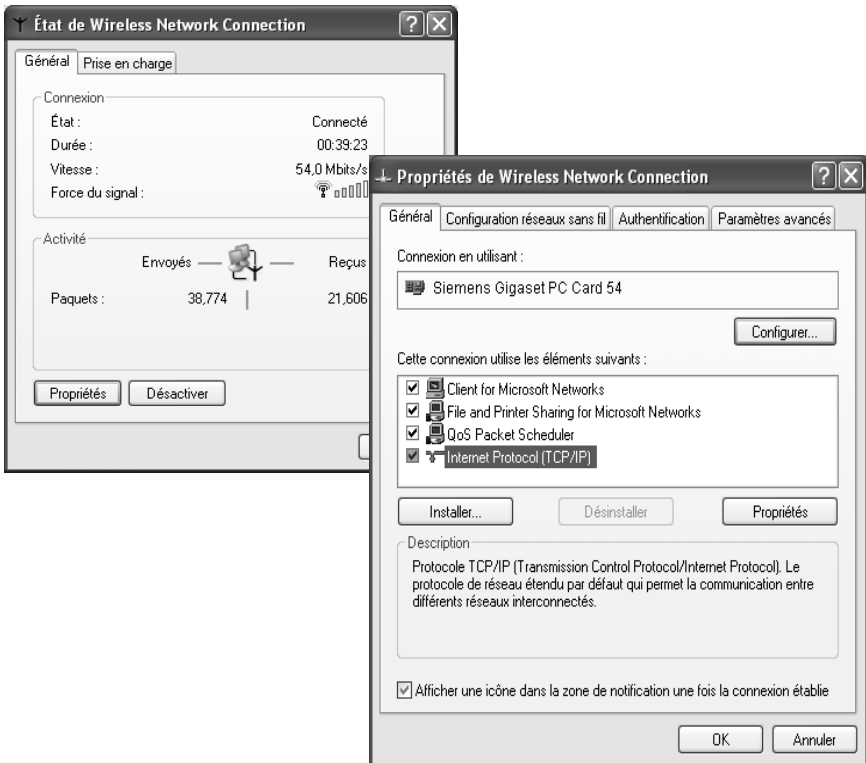 État de Wireless Network Connection
Général
Prise en charge
Connexion
État :
Connecté
Durée :
00:39:23
Vitesse :
54,0 Mbits/s
Force du signal :
Activité
Envoyés
Reçus
Paquets :
38,774
21,606
Propriétés
Désactiver
Propriétés de Wireless Network Connection
Général
Configuration réseaux sans fil
Authentification
Paramètres avancés
Connexion en utilisant :
Siemens Gigaset PC Card 54
Configurer...
Cette connexion utilise les éléments suivants :
Client for Microsoft Networks
File and Printer Sharing for Microsoft Networks
QoS Packet Scheduler
Internet Protocol (TCP/IP)
Installer...
Désinstaller
Propriétés
Description
Protocole TCP/IP (Transmission Control Protocol/Internet Protocol). Le
protocole de réseau étendu par défaut qui permet la communication entre
différents réseaux interconnectés.
Afficher une icône dans la zone de notification une fois la connexion établie
OK
Annuler